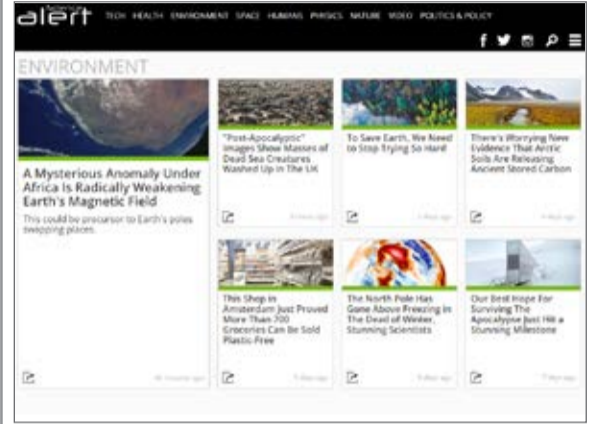 science
alert
TECH HEALTH ENVIRONMENT SPACE HUMANS PHYSICS NATURE VIDEO POLITICS & POLICY
ENVIRONMENT
A Mysterious Anomaly Under
Africa Is Radically Weakening
Earth's Magnetic Field
This could be precursor to Earth's poles
swapping places.
"Post-Apocalyptic"
Images Show Masses of
Dead Sea Creatures
Washed Up in The UK
To Save Earth, We Need
to Stop Trying So Hard
There's Worrying New
Evidence That Arctic
Soils Are Releasing
Ancient Stored Carbon
This Shop in
Amsterdam Just Proved
More Than 700
Groceries Can Be Sold
Plastic-Free
The North Pole Has
Gone Above Freezing in
The Dead of Winter,
Stunning Scientists
Our Best Hope For
Surviving The
Apocalypse Just Hit a
Stunning Milestone